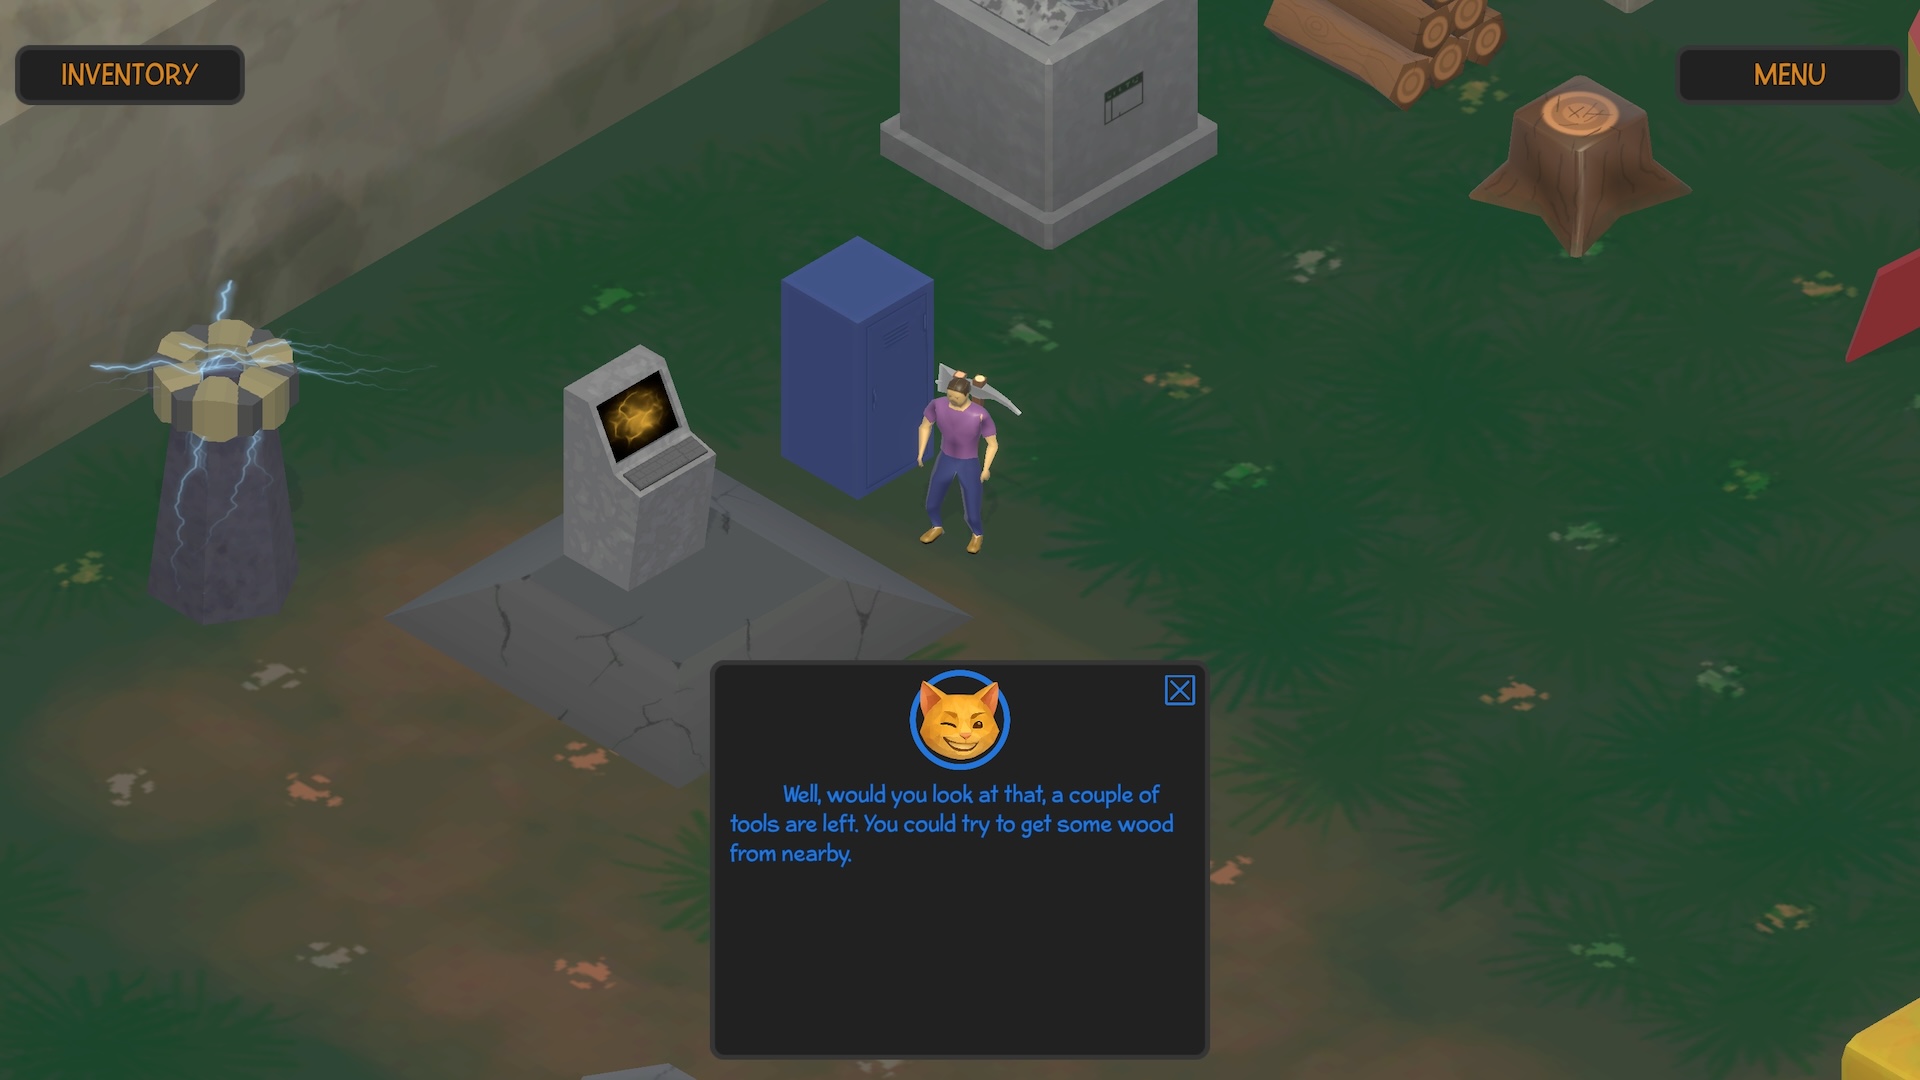 INVENTORY
MENU
Well, would you look at that, a couple of
tools are left. You could try to get some wood
from nearby.